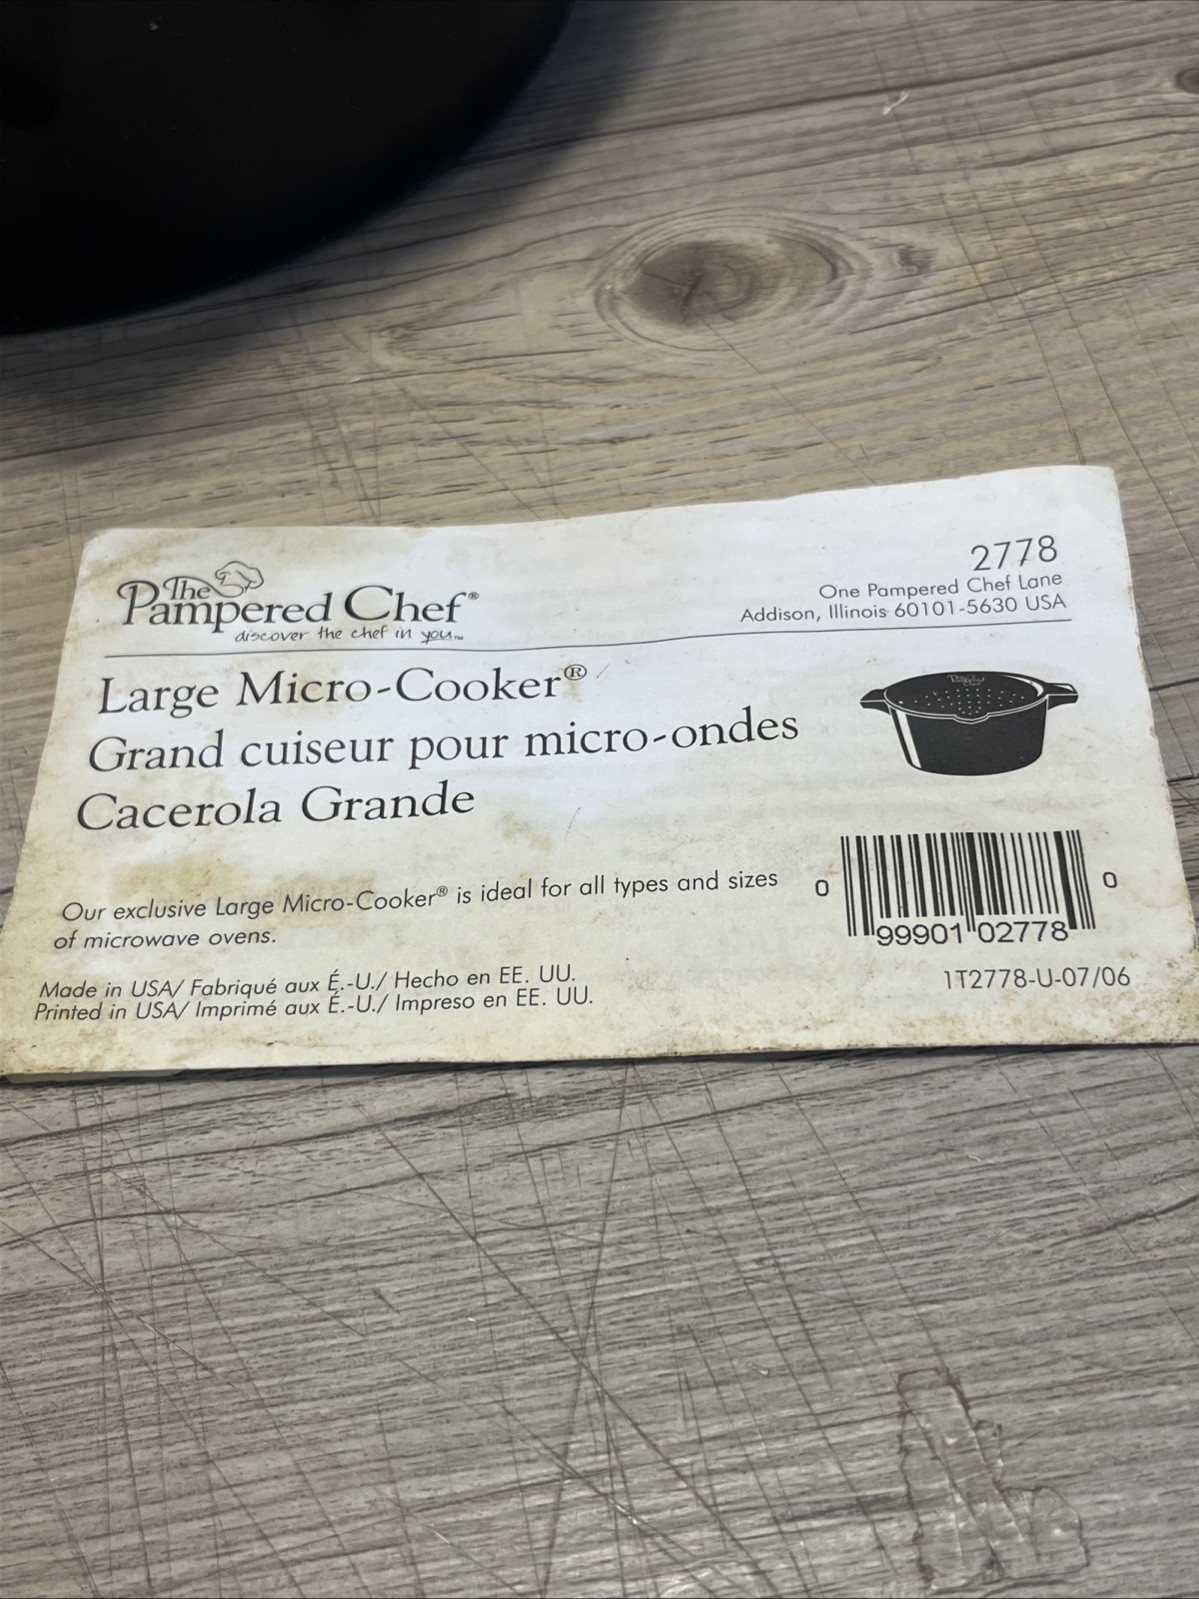 The
Pampered Chef®
discover the chef in you™
2778
One Pampered Chef Lane
Addison, Illinois 60101-5630 USA
Large Micro-Cooker®
Grand cuiseur pour micro-ondes
Cacerola Grande
Pampered
Chef
Our exclusive Large Micro-Cooker® is ideal for all types and sizes
of microwave ovens.
0 99901 02778 0
Made in USA/ Fabriqué aux É.-U./ Hecho en EE. UU.
Printed in USA/ Imprimé aux É.-U./ Impreso en EE. UU.
1T2778-U-07/06